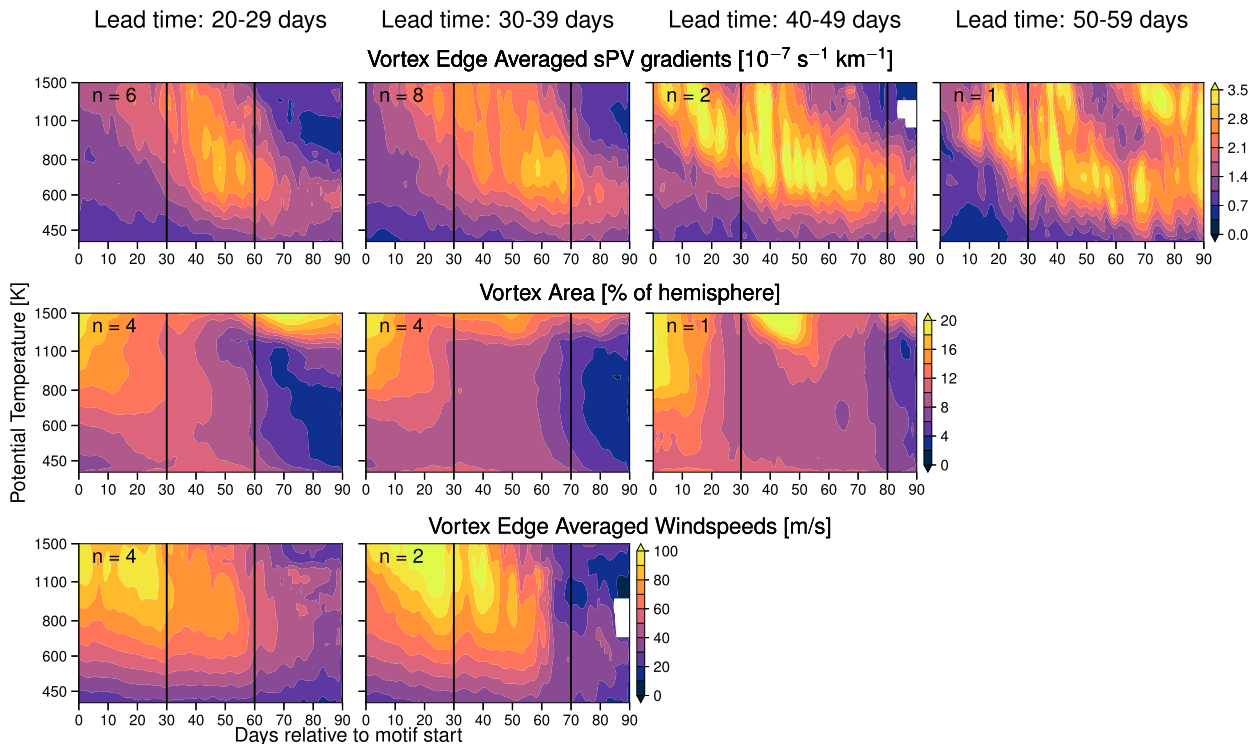 Lead time: 20-29 days Lead time: 30-39 days Lead time: 40-49 days Lead time: 50-59 days
Vortex Edge Averaged sPV gradients [10⁻⁷ s⁻¹ km⁻¹]
n = 6 n = 8 n = 2 n = 1
1500
1100
800
600
450
0 10 20 30 40 50 60 70 80 90 0 10 20 30 40 50 60 70 80 90 0 10 20 30 40 50 60 70 80 90 0 10 20 30 40 50 60 70 80 90
3.5
2.8
2.1
1.4
0.7
0.0
Potential Temperature [K]
Vortex Area [% of hemisphere]
n = 4 n = 4 n = 1
1500
1100
800
600
450
0 10 20 30 40 50 60 70 80 90 0 10 20 30 40 50 60 70 80 90 0 10 20 30 40 50 60 70 80 90
20
16
12
8
4
0
Vortex Edge Averaged Windspeeds [m/s]
n = 4 n = 2
1500
1100
800
600
450
0 10 20 30 40 50 60 70 80 90 0 10 20 30 40 50 60 70 80 90
100
80
60
40
20
0
Days relative to motif start